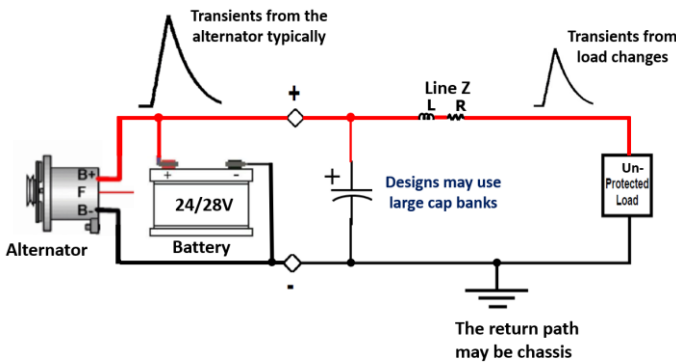 Transients from the
alternator typically
Transients from
load changes
Line Z
L R
+
B+
F
B-
+ -
24/28V
Alternator
Battery
+
Designs may use
large cap banks
Un-
Protected
Load
-
The return path
may be chassis